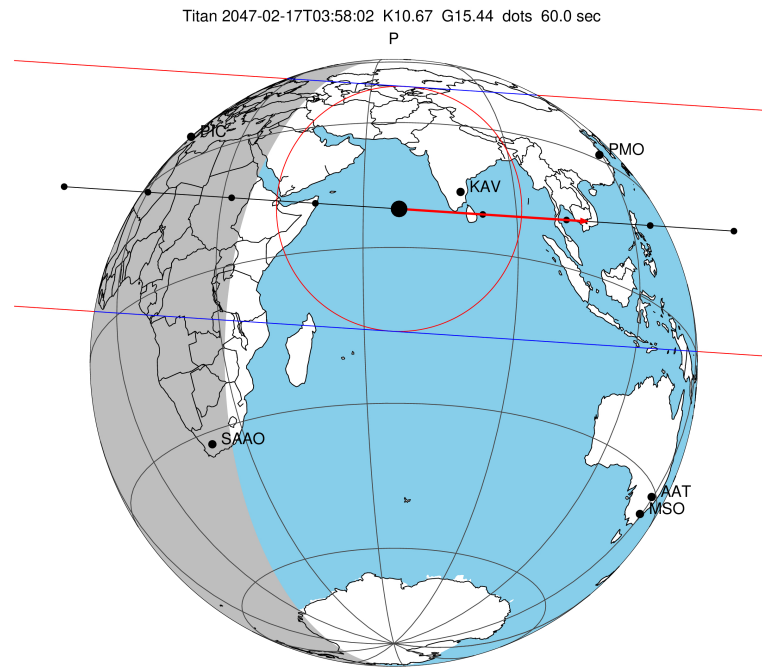 Titan 2047-02-17T03:58:02 K10.67 G15.44 dots 60.0 sec
P
PIC
PMO
KAV
SAAO
AAT
MSO